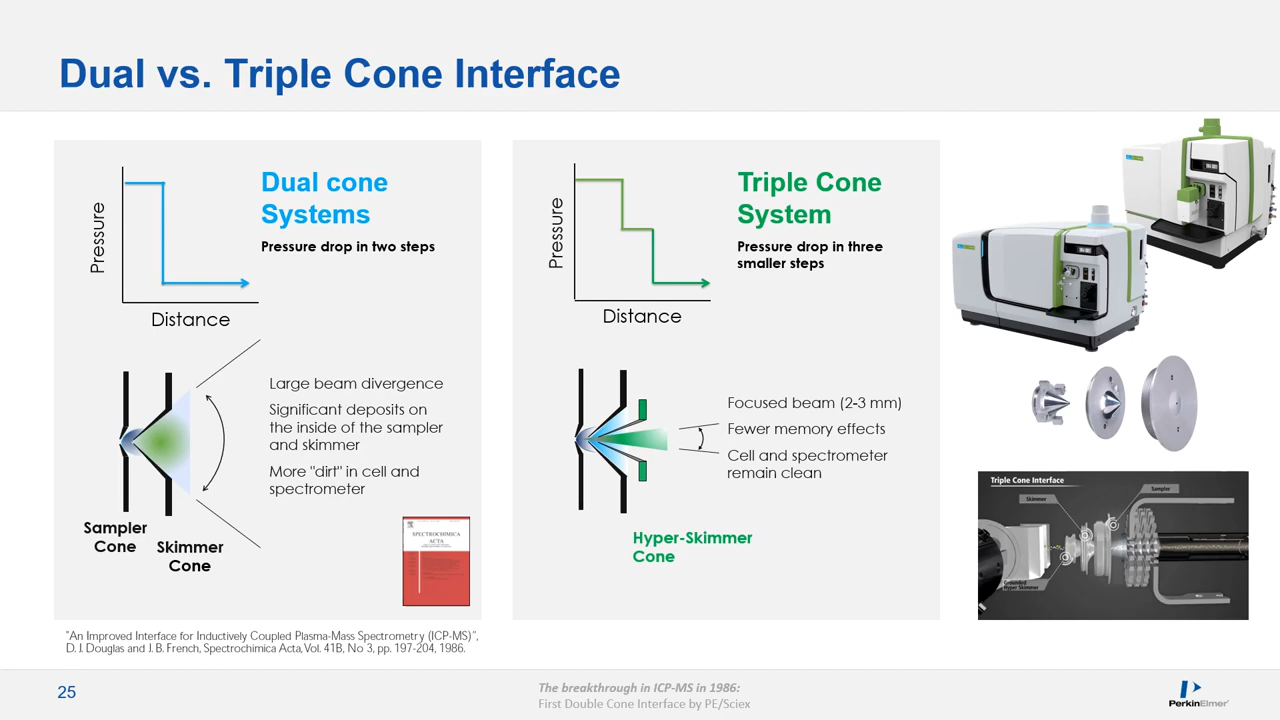 Dual vs. Triple Cone Interface
Pressure
Distance
Dual cone
Systems
Pressure drop in two steps
Large beam divergence
Significant deposits on
the inside of the sampler
and skimmer
More "dirt" in cell and
spectrometer
Sampler
Cone
Skimmer
Cone
SPECTROCHIMICA
ACTA
Pressure
Distance
Triple Cone
System
Pressure drop in three
smaller steps
Focused beam (2-3 mm)
Fewer memory effects
Cell and spectrometer
remain clean
Hyper-Skimmer
Cone
Triple Cone Interface
Sampler
Skimmer
Grounded
Hyper Skimmer
"An Improved Interface for Inductively Coupled Plasma-Mass Spectrometry (ICP-MS)",
D. J. Douglas and J. B. French, Spectrochimica Acta, Vol. 41B, No 3, pp. 197-204, 1986.
25
The breakthrough in ICP-MS in 1986:
First Double Cone Interface by PE/Sciex
PerkinElmer